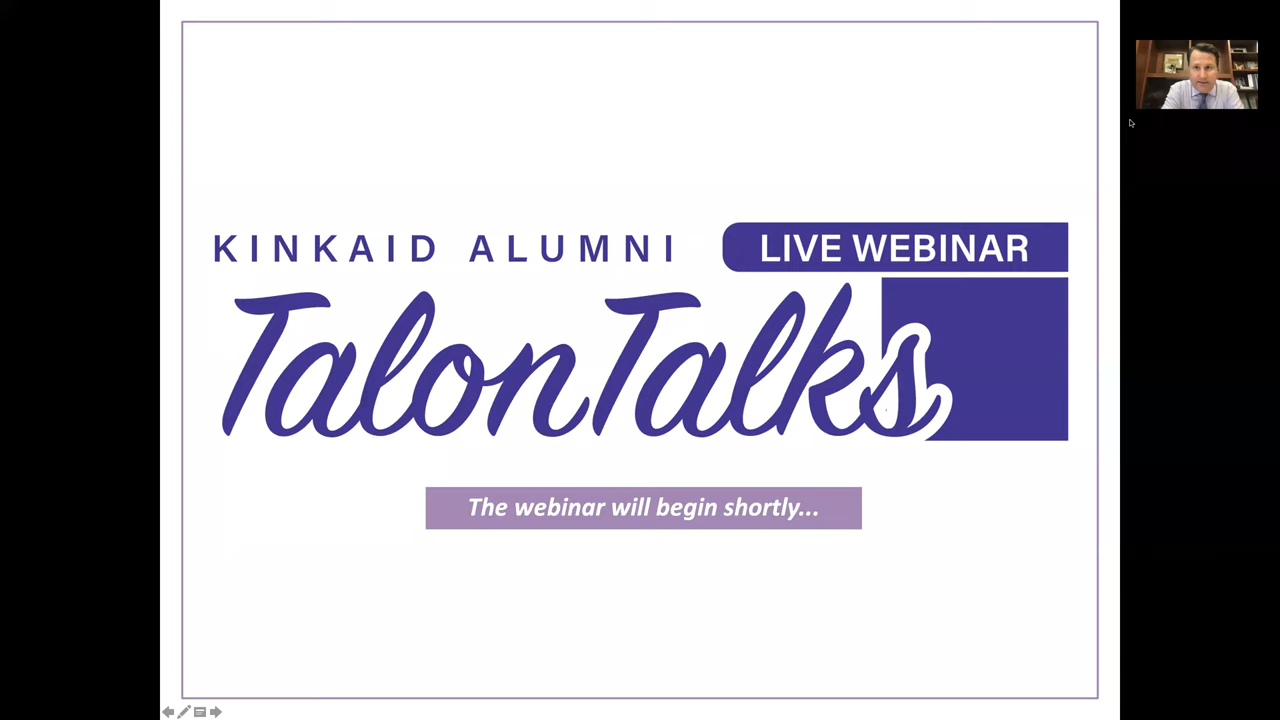 KINKAID ALUMNI
LIVE WEBINAR
TalonTalks
The webinar will begin shortly...